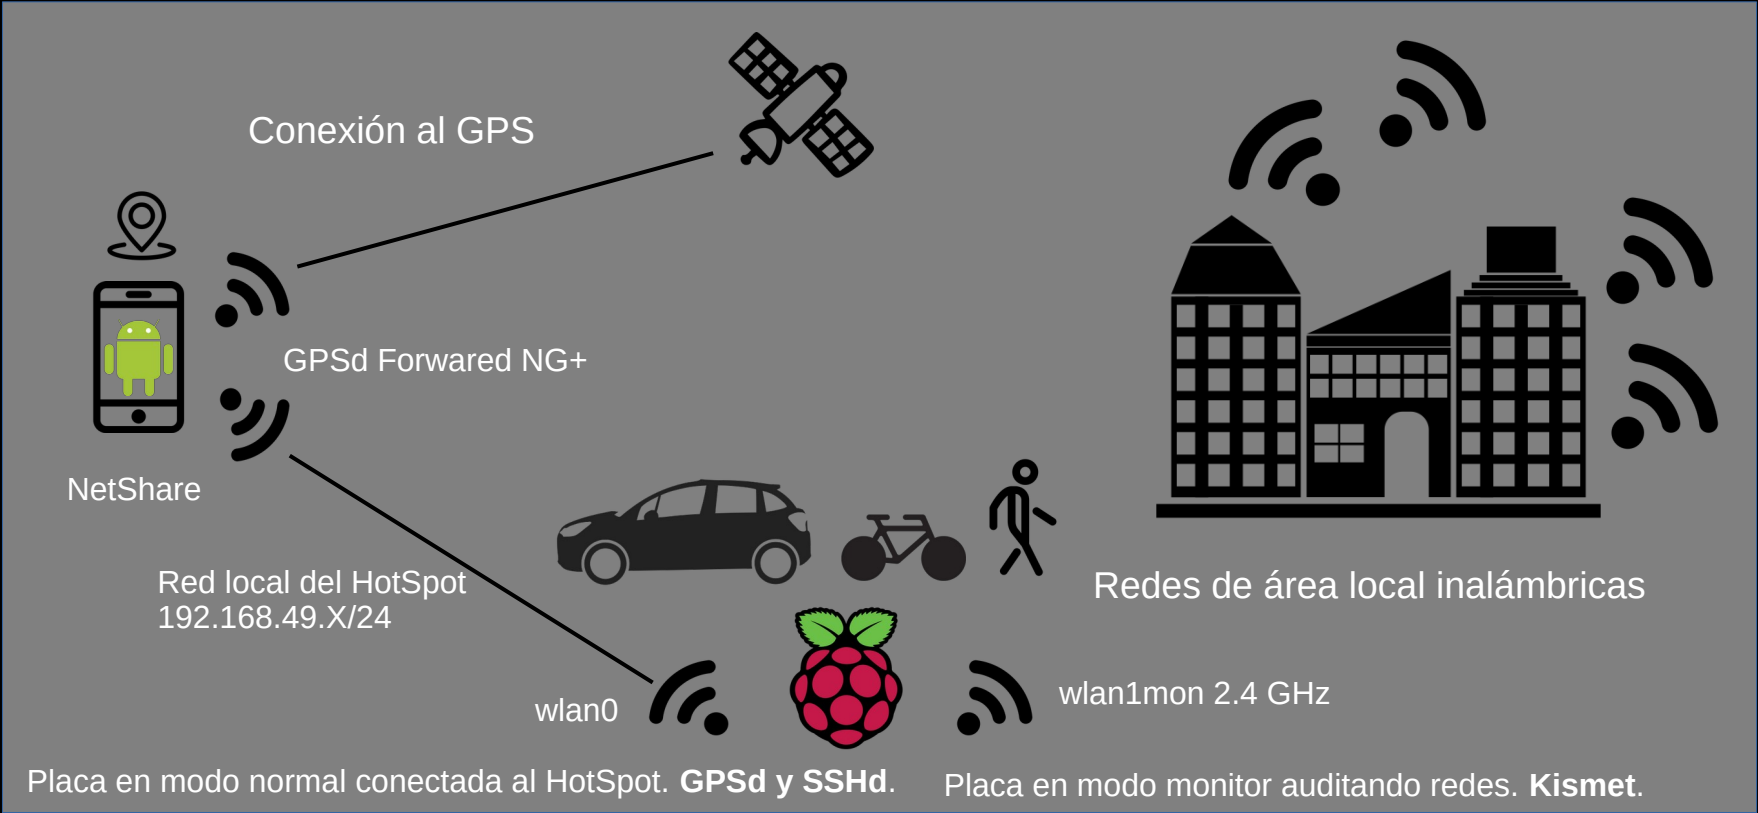 Conexión al GPS
GPSd Forwared NG+
NetShare
Red local del HotSpot
192.168.49.X/24
Redes de área local inalámbricas
wlan0
wlan1mon 2.4 GHz
Placa en modo normal conectada al HotSpot. GPSd y SSHd.
Placa en modo monitor auditando redes. Kismet.